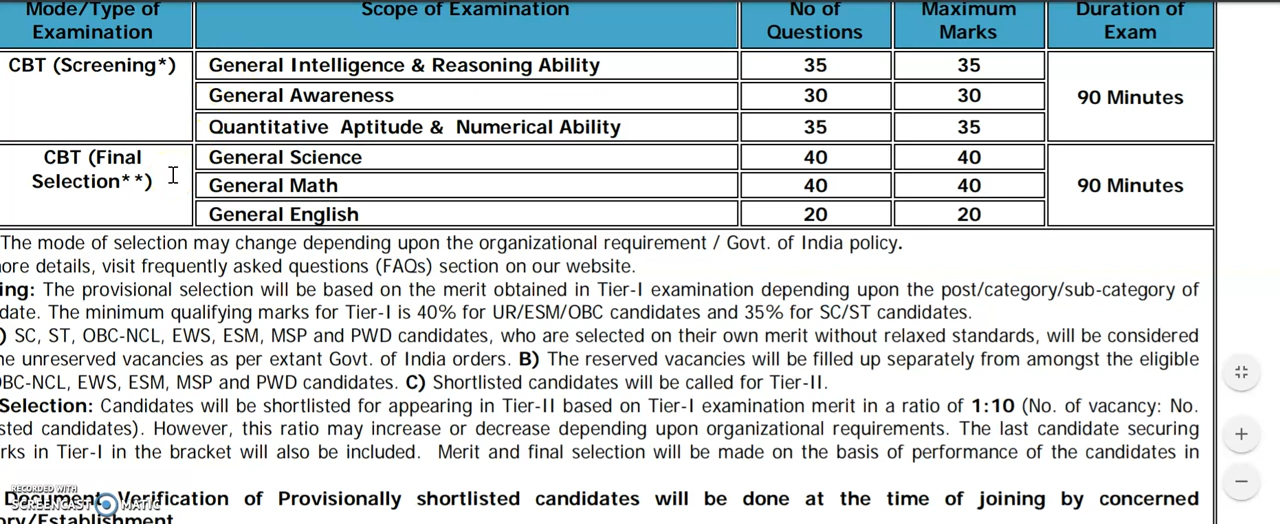 Mode/Type of Examination | Scope of Examination | No of Questions | Maximum Marks | Duration of Exam
CBT (Screening*) | General Intelligence & Reasoning Ability | 35 | 35 | 90 Minutes
General Awareness | 30 | 30
Quantitative Aptitude & Numerical Ability | 35 | 35
CBT (Final Selection**) | General Science | 40 | 40 | 90 Minutes
General Math | 40 | 40
General English | 20 | 20
The mode of selection may change depending upon the organizational requirement / Govt. of India policy.
ore details, visit frequently asked questions (FAQs) section on our website.
ing: The provisional selection will be based on the merit obtained in Tier-I examination depending upon the post/category/sub-category of
date. The minimum qualifying marks for Tier-I is 40% for UR/ESM/OBC candidates and 35% for SC/ST candidates.
) SC, ST, OBC-NCL, EWS, ESM, MSP and PWD candidates, who are selected on their own merit without relaxed standards, will be considered
he unreserved vacancies as per extant Govt. of India orders. B) The reserved vacancies will be filled up separately from amongst the eligible
BC-NCL, EWS, ESM, MSP and PWD candidates. C) Shortlisted candidates will be called for Tier-II.
Selection: Candidates will be shortlisted for appearing in Tier-II based on Tier-I examination merit in a ratio of 1:10 (No. of vacancy: No.
sted candidates). However, this ratio may increase or decrease depending upon organizational requirements. The last candidate securing
rks in Tier-I in the bracket will also be included. Merit and final selection will be made on the basis of performance of the candidates in
Document Verification of Provisionally shortlisted candidates will be done at the time of joining by concerned
ory/Establishment
RECORDED WITH
SCREENCAST MATIC